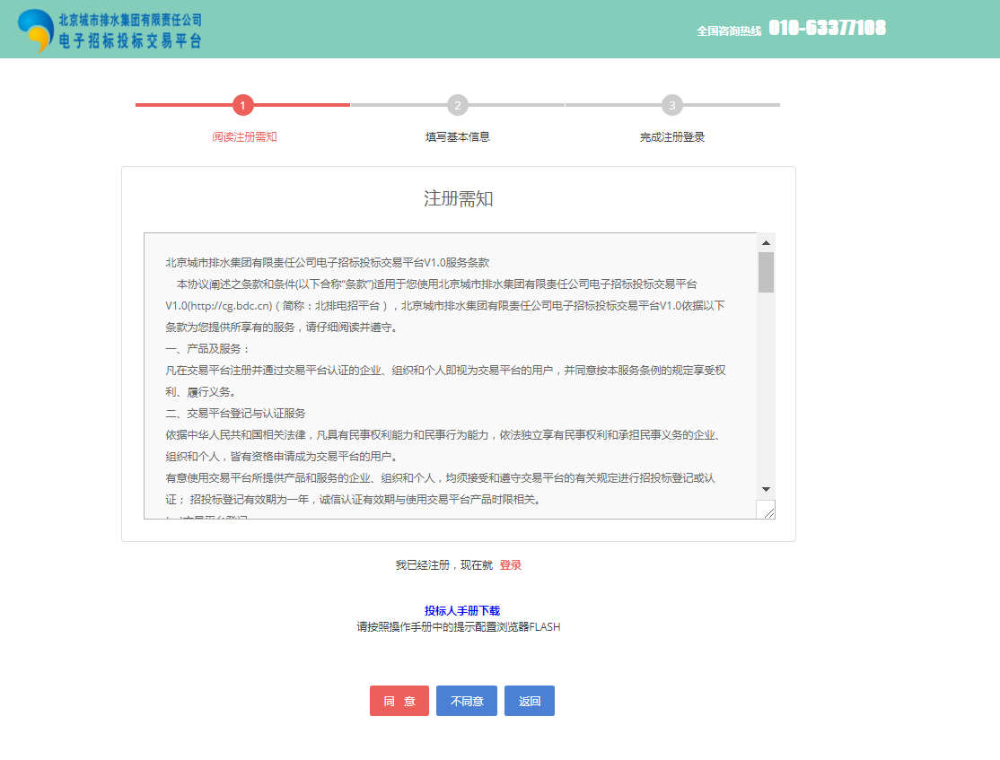 北京城市排水集团有限责任公司
电子招标投标交易平台
全国咨询热线 010-63377108
1 2 3
阅读注册需知 填写基本信息 完成注册登录
注册需知
北京城市排水集团有限责任公司电子招标投标交易平台V1.0服务条款
本协议阐述之条款和条件(以下合称“条款”)适用于您使用北京城市排水集团有限责任公司电子招标投标交易平台
V1.0(http://cg.bdc.cn)（简称：北排电招平台），北京城市排水集团有限责任公司电子招标投标交易平台V1.0依据以下
条款为您提供所享有的服务，请仔细阅读并遵守。
一、产品及服务：
凡在交易平台注册并通过交易平台认证的企业、组织和个人即视为交易平台的用户，并同意按本服务条例的规定享受权
利、履行义务。
二、交易平台登记与认证服务
依据中华人民共和国相关法律，凡具有民事权利能力和民事行为能力，依法独立享有民事权利和承担民事义务的企业、
组织和个人，皆有资格申请成为交易平台的用户。
有意使用交易平台所提供产品和服务的企业、组织和个人，均须接受和遵守交易平台的有关规定进行招投标登记或认
证； 招投标登记有效期为一年，诚信认证有效期与使用交易平台产品时限相关。
我已经注册，现在就 登录
投标人手册下载
请按照操作手册中的提示配置浏览器FLASH
同 意 不同意 返回